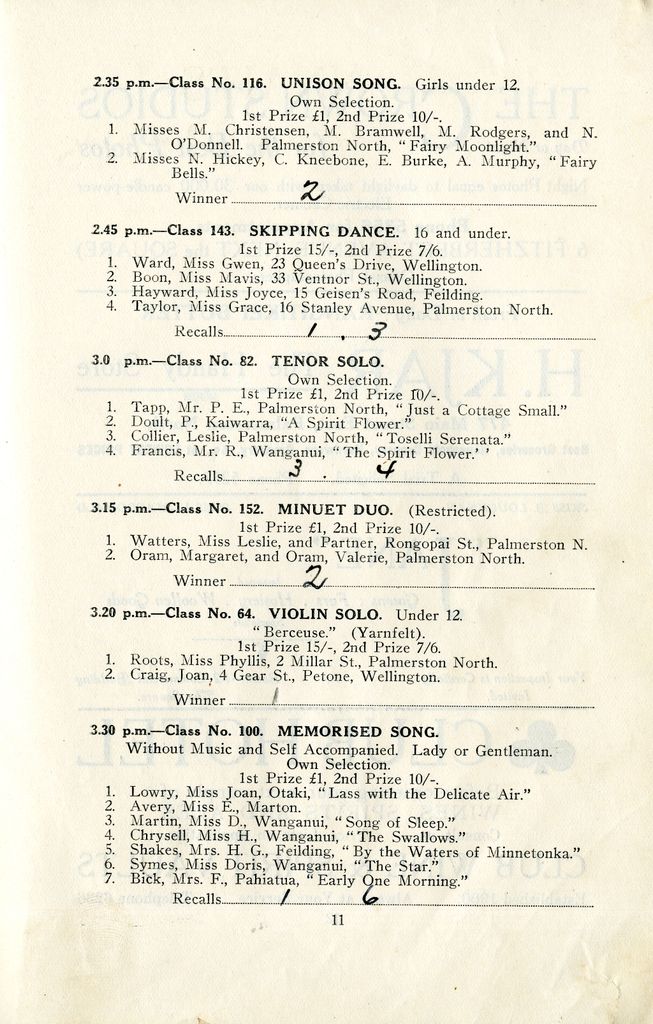 2.35 p.m.—Class No. 116. UNISON SONG. Girls under 12.
Own Selection.
1st Prize £1, 2nd Prize 10/-.
1. Misses M. Christensen, M. Bramwell, M. Rodgers, and N.
O'Donnell. Palmerston North, "Fairy Moonlight."
2. Misses N. Hickey, C. Kneebone, E. Burke, A. Murphy, "Fairy
Bells."
Winner 2
2.45 p.m.—Class 143. SKIPPING DANCE. 16 and under.
1st Prize 15/-, 2nd Prize 7/6.
1. Ward, Miss Gwen, 23 Queen's Drive, Wellington.
2. Boon, Miss Mavis, 33 Ventnor St., Wellington.
3. Hayward, Miss Joyce, 15 Geisen's Road, Feilding.
4. Taylor, Miss Grace, 16 Stanley Avenue, Palmerston North.
Recalls 1 . 3
3.0 p.m.—Class No. 82. TENOR SOLO.
Own Selection.
1st Prize £1, 2nd Prize 10/-.
1. Tapp, Mr. P. E., Palmerston North, "Just a Cottage Small."
2. Doult, P., Kaiwarra, "A Spirit Flower."
3. Collier, Leslie, Palmerston North, "Toselli Serenata."
4. Francis, Mr. R., Wanganui, "The Spirit Flower.' '
Recalls 3 . 4
3.15 p.m.—Class No. 152. MINUET DUO. (Restricted).
1st Prize £1, 2nd Prize 10/-.
1. Watters, Miss Leslie, and Partner, Rongopai St., Palmerston N.
2. Oram, Margaret, and Oram, Valerie, Palmerston North.
Winner 2
3.20 p.m.—Class No. 64. VIOLIN SOLO. Under 12.
"Berceuse." (Yarnfelt).
1st Prize 15/-, 2nd Prize 7/6.
1. Roots, Miss Phyllis, 2 Millar St., Palmerston North.
2. Craig, Joan, 4 Gear St., Petone, Wellington.
Winner 1
3.30 p.m.—Class No. 100. MEMORISED SONG.
Without Music and Self Accompanied. Lady or Gentleman.
Own Selection.
1st Prize £1, 2nd Prize 10/-.
1. Lowry, Miss Joan, Otaki, "Lass with the Delicate Air."
2. Avery, Miss E., Marton.
3. Martin, Miss D., Wanganui, "Song of Sleep."
4. Chrysell, Miss H., Wanganui, "The Swallows."
5. Shakes, Mrs. H. G., Feilding, "By the Waters of Minnetonka."
6. Symes, Miss Doris, Wanganui, "The Star."
7. Bick, Mrs. F., Pahiatua, "Early One Morning."
Recalls 1 6
11